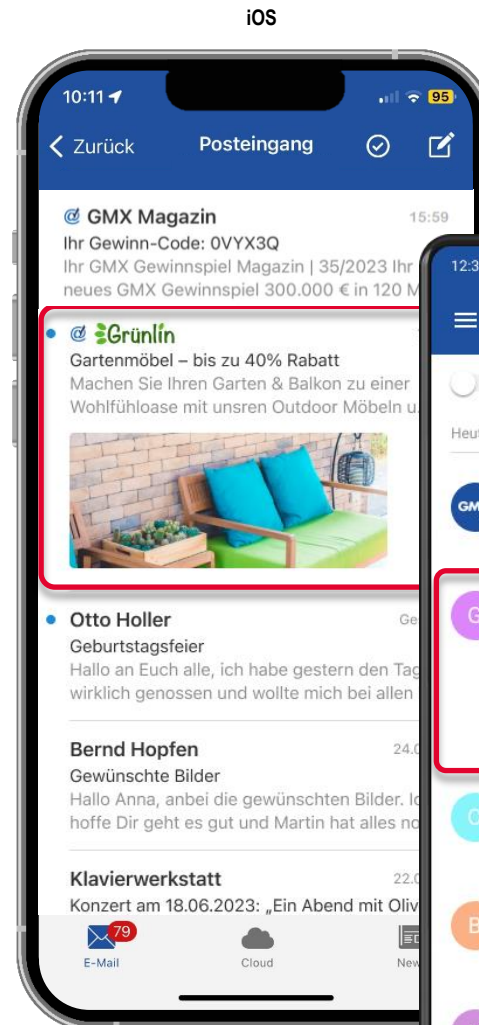 iOS
10:11
95
Zurück
Posteingang
GMX Magazin
15:59
Ihr Gewinn-Code: 0VYX3Q
Ihr GMX Gewinnspiel Magazin | 35/2023 Ihr
neues GMX Gewinnspiel 300.000 € in 120 M
Grünlín
Gartenmöbel – bis zu 40% Rabatt
Machen Sie Ihren Garten & Balkon zu einer
Wohlfühloase mit unsren Outdoor Möbeln u.
Otto Holler
Ge
Geburtstagsfeier
Hallo an Euch alle, ich habe gestern den Tag
wirklich genossen und wollte mich bei allen
Bernd Hopfen
24.0
Gewünschte Bilder
Hallo Anna, anbei die gewünschten Bilder. Ic
hoffe Dir geht es gut und Martin hat alles no
Klavierwerkstatt
22.0
Konzert am 18.06.2023: „Ein Abend mit Oliv
79
E-Mail
Cloud
New
12:3
Heut
GM
G
O
B